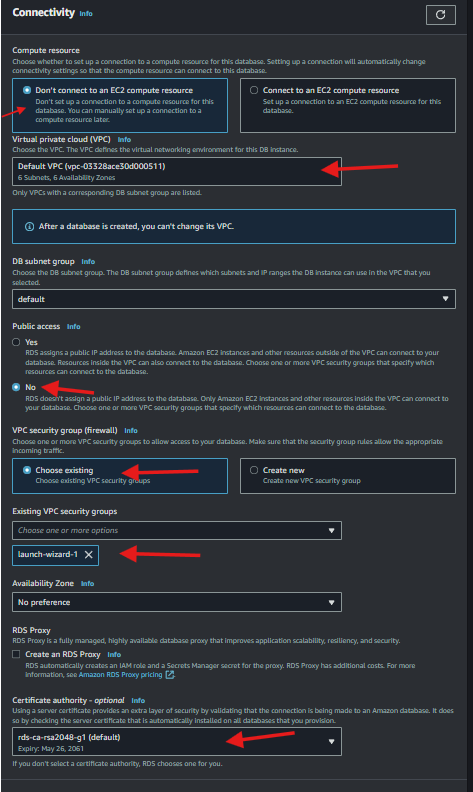 Connectivity Info
Compute resource
Choose whether to set up a connection to a compute resource for this database. Setting up a connection will automatically change
connectivity settings so that the compute resource can connect to this database.
Don't connect to an EC2 compute resource
Don't set up a connection to a compute resource for this
database. You can manually set up a connection to a
compute resource later.
Connect to an EC2 compute resource
Set up a connection to an EC2 compute resource for this
database.
Virtual private cloud (VPC) Info
Choose the VPC. The VPC defines the virtual networking environment for this DB instance.
Default VPC (vpc-03328ace30d000511)
6 Subnets, 6 Availability Zones
Only VPCs with a corresponding DB subnet group are listed.
After a database is created, you can't change its VPC.
DB subnet group Info
Choose the DB subnet group. The DB subnet group defines which subnets and IP ranges the DB instance can use in the VPC that you
selected.
default
Public access Info
Yes
RDS assigns a public IP address to the database. Amazon EC2 instances and other resources outside of the VPC can connect to your
database. Resources inside the VPC can also connect to the database. Choose one or more VPC security groups that specify which
resources can connect to the database.
No
RDS doesn't assign a public IP address to the database. Only Amazon EC2 instances and other resources inside the VPC can connect to
your database. Choose one or more VPC security groups that specify which resources can connect to the database.
VPC security group (firewall) Info
Choose one or more VPC security groups to allow access to your database. Make sure that the security group rules allow the appropriate
incoming traffic.
Choose existing
Choose existing VPC security groups
Create new
Create new VPC security group
Existing VPC security groups
Choose one or more options
launch-wizard-1
Availability Zone Info
No preference
RDS Proxy
RDS Proxy is a fully managed, highly available database proxy that improves application scalability, resiliency, and security.
Create an RDS Proxy Info
RDS automatically creates an IAM role and a Secrets Manager secret for the proxy. RDS Proxy has additional costs. For more
information, see Amazon RDS Proxy pricing
Certificate authority - optional Info
Using a server certificate provides an extra layer of security by validating that the connection is being made to an Amazon database. It does
so by checking the server certificate that is automatically installed on all databases that you provision.
rds-ca-rsa2048-g1 (default)
Expiry: May 26, 2061
If you don't select a certificate authority, RDS chooses one for you.